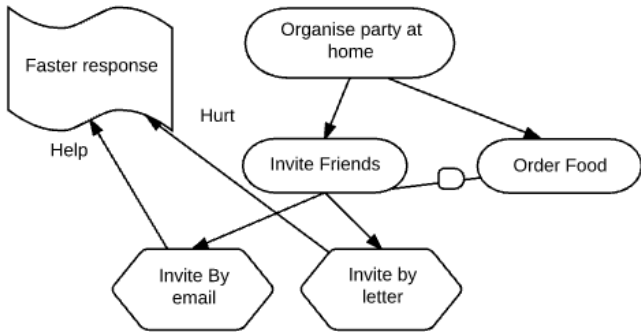 Organise party at
home
Faster response
Hurt
Help
Invite Friends
Order Food
Invite By
email
Invite by
letter